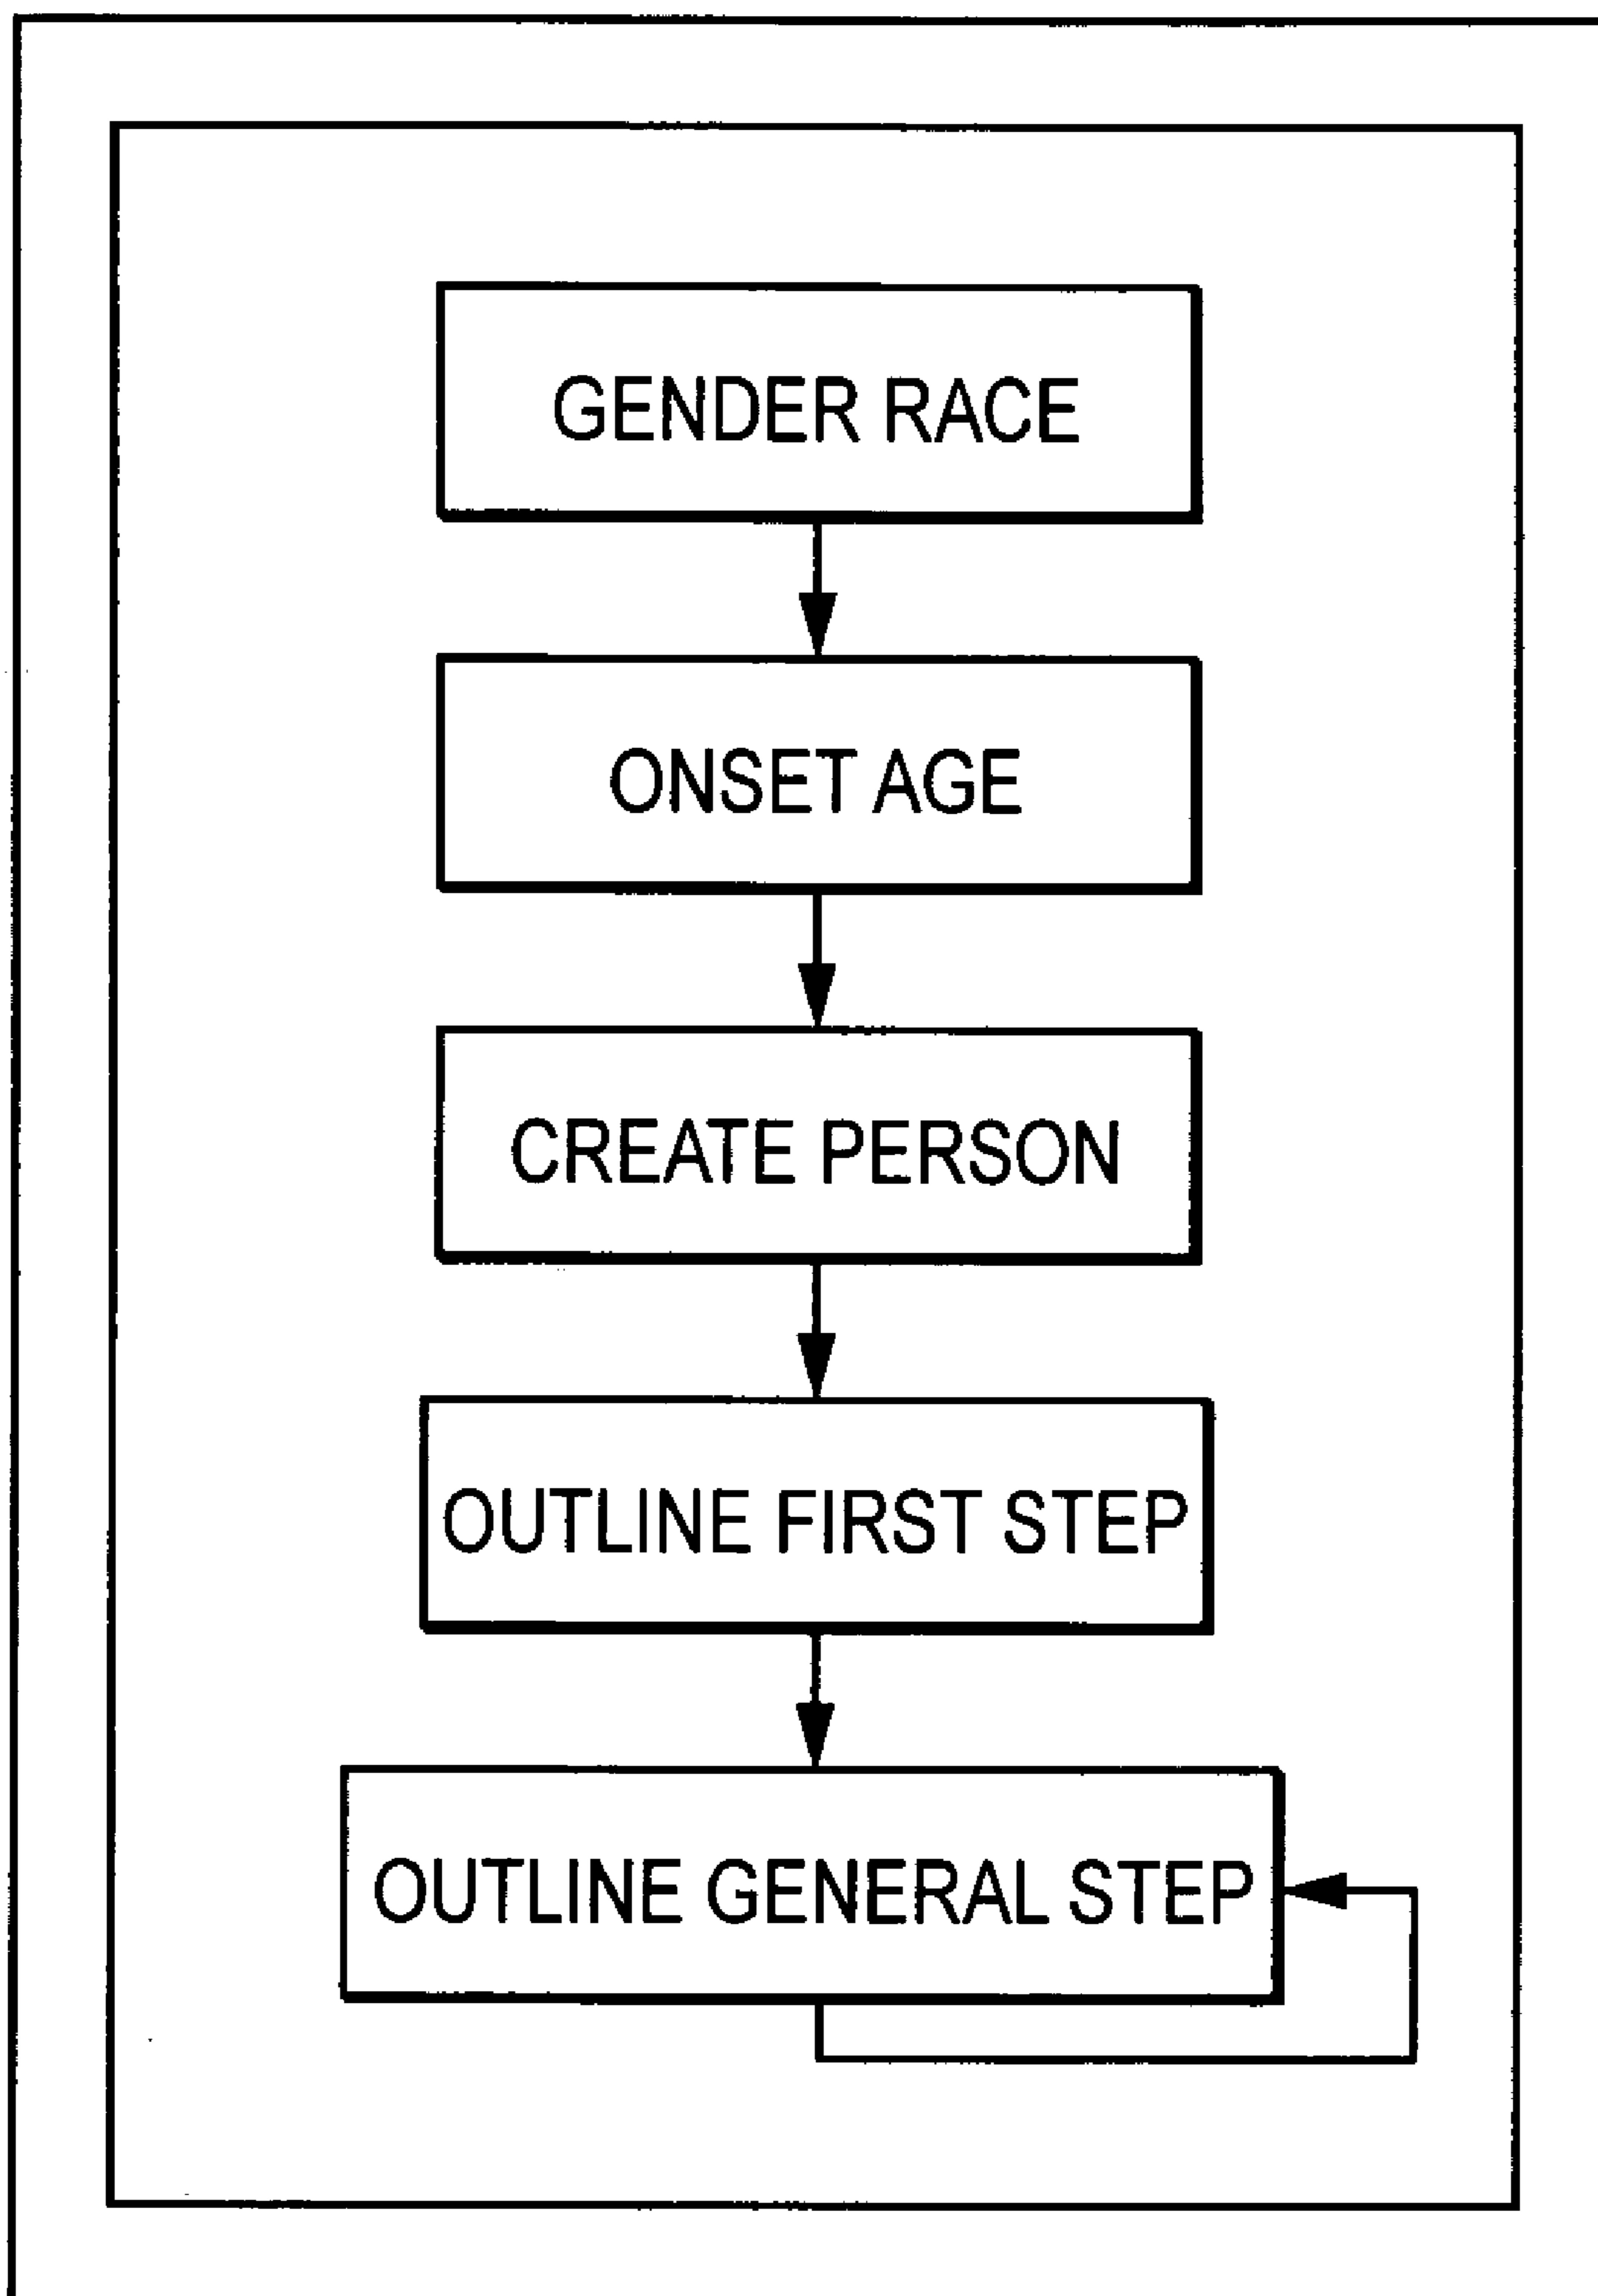 GENDER RACE
ONSET AGE
CREATE PERSON
OUTLINE FIRST STEP
OUTLINE GENERAL STEP